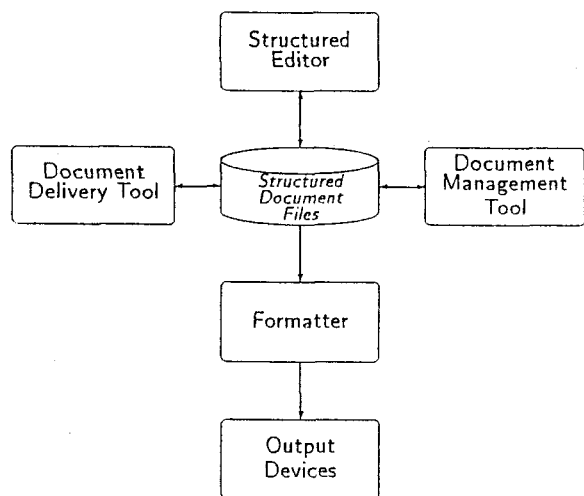 Structured
Editor
Document
Delivery Tool
Structured
Document
Files
Document
Management
Tool
Formatter
Output
Devices